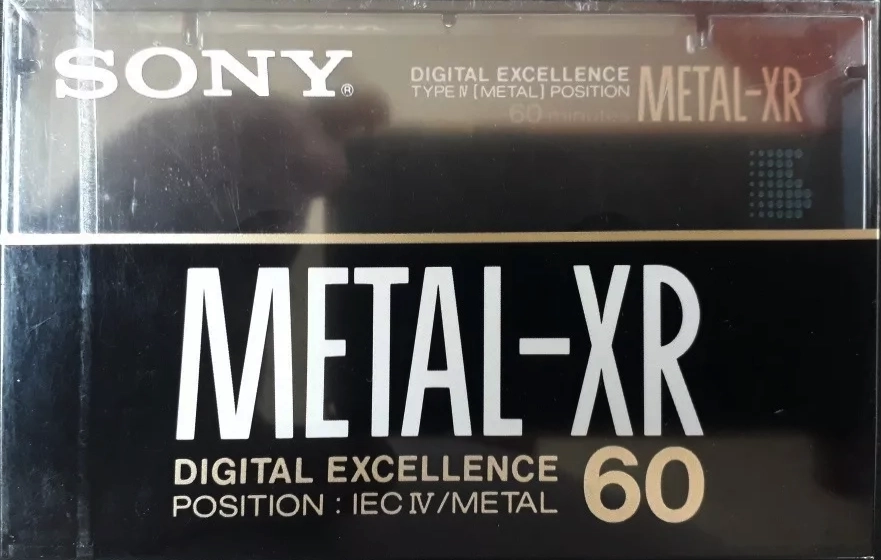 SONY®
DIGITAL EXCELLENCE
TYPE IV [METAL] POSITION
60 minutes
METAL-XR
METAL-XR
DIGITAL EXCELLENCE
POSITION : IEC IV/METAL
60